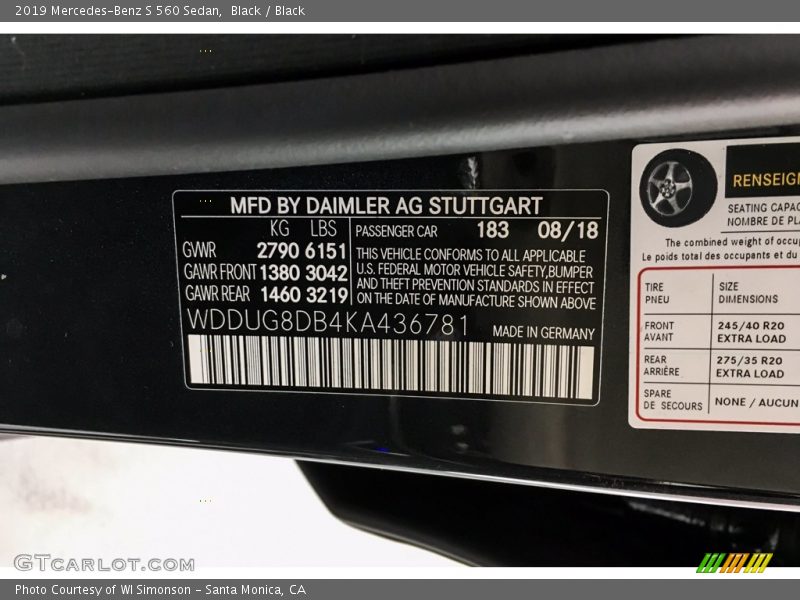 2019 Mercedes-Benz S 560 Sedan, Black / Black
MFD BY DAIMLER AG STUTTGART
KG LBS
GVWR 2790 6151
GAWR FRONT 1380 3042
GAWR REAR 1460 3219
PASSENGER CAR 183 08/18
THIS VEHICLE CONFORMS TO ALL APPLICABLE
U.S. FEDERAL MOTOR VEHICLE SAFETY,BUMPER
AND THEFT PREVENTION STANDARDS IN EFFECT
ON THE DATE OF MANUFACTURE SHOWN ABOVE
WDDUG8DB4KA436781
MADE IN GERMANY
SEATING
NOMBRE DE
The combined weight of
Le poids total des occupants et du
TIRE SIZE
PNEU DIMENSIONS
FRONT 245/40 R20
AVANT EXTRA LOAD
REAR 275/35 R20
ARRIÈRE EXTRA LOAD
SPARE NONE / AUCUN
DE SECOURS
GTCARLOT.COM
Photo Courtesy of WI Simonson - Santa Monica, CA